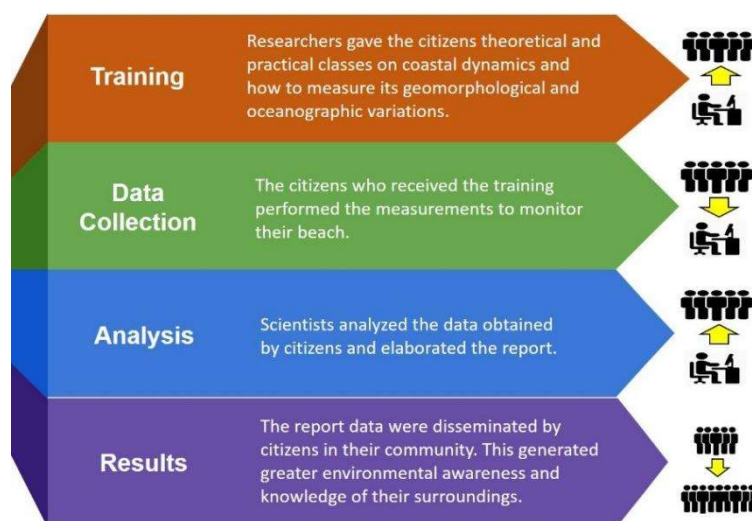 Training
Researchers gave the citizens theoretical and
practical classes on coastal dynamics and
how to measure its geomorphological and
oceanographic variations.
Data
Collection
The citizens who received the training
performed the measurements to monitor
their beach.
Analysis
Scientists analyzed the data obtained
by citizens and elaborated the report.
Results
The report data were disseminated by
citizens in their community. This generated
greater environmental awareness and
knowledge of their surroundings.